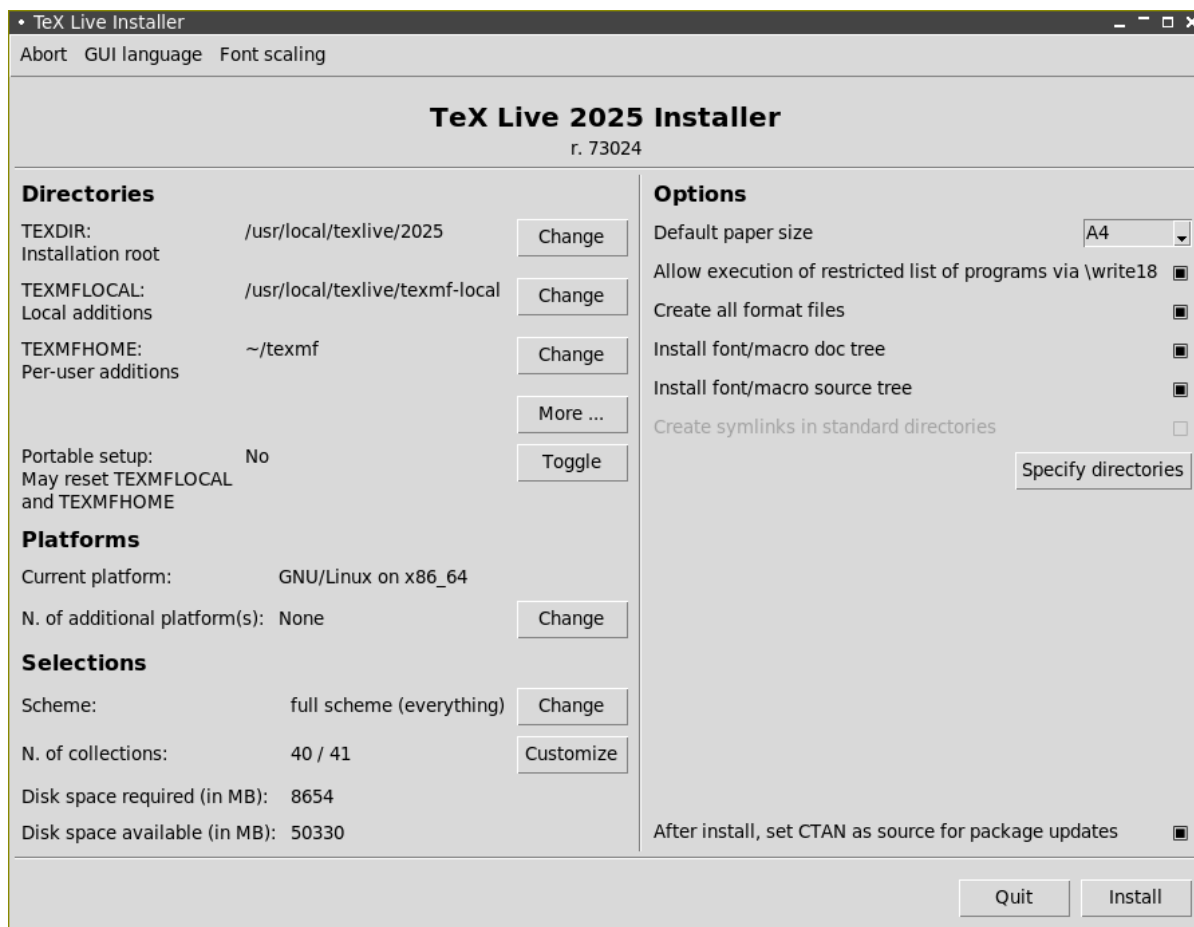 • TeX Live Installer
Abort GUI language Font scaling
TeX Live 2025 Installer
r. 73024
Directories
TEXDIR: /usr/local/texlive/2025 Change
Installation root
TEXMFLOCAL: /usr/local/texlive/texmf-local Change
Local additions
TEXMFHOME: ~/texmf Change
Per-user additions
More ...
Portable setup: No Toggle
May reset TEXMFLOCAL
and TEXMFHOME
Platforms
Current platform: GNU/Linux on x86_64
N. of additional platform(s): None Change
Selections
Scheme: full scheme (everything) Change
N. of collections: 40 / 41 Customize
Disk space required (in MB): 8654
Disk space available (in MB): 50330
Options
Default paper size A4
Allow execution of restricted list of programs via \write18
Create all format files
Install font/macro doc tree
Install font/macro source tree
Create symlinks in standard directories
Specify directories
After install, set CTAN as source for package updates
Quit Install